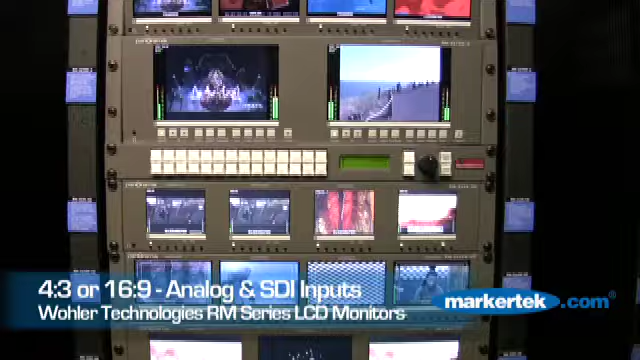 4:3 or 16:9 - Analog & SDI Inputs
Wohler Technologies RM Series LCD Monitors
markertek.com®